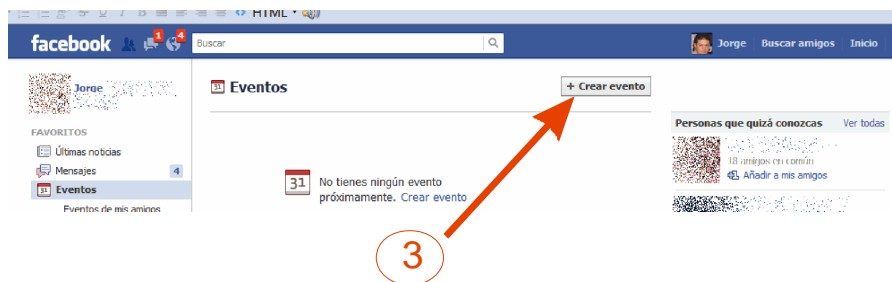 HTML
facebook 1 4 Buscar Jorge Buscar amigos Inicio
Jorge
31 Eventos + Crear evento
Personas que quizá conozcas Ver todas
FAVORITOS
Últimas noticias
18 amigos en común
Mensajes 4
Añadir a mis amigos
31 Eventos
31 No tienes ningún evento
próximamente. Crear evento
Eventos de mis amigos
3